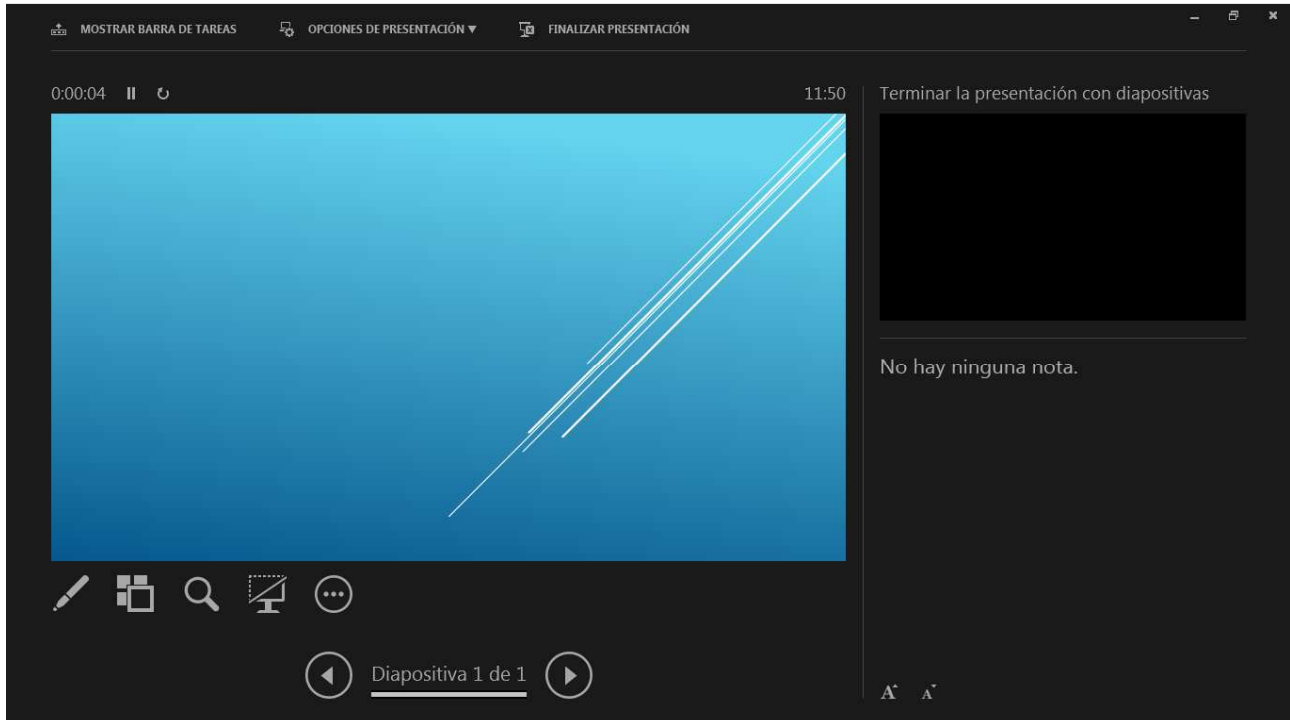 MOSTRAR BARRA DE TAREAS OPCIONES DE PRESENTACIÓN ▼ FINALIZAR PRESENTACIÓN
0:00:04 11:50
Terminar la presentación con diapositivas
No hay ninguna nota.
Diapositiva 1 de 1
A A